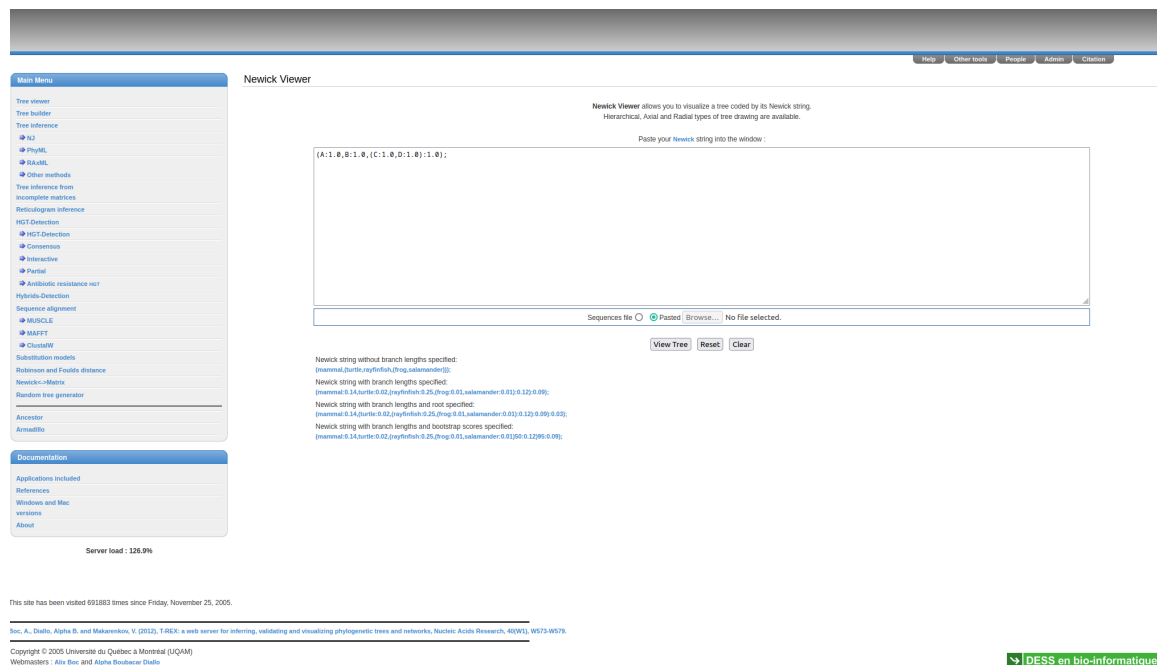 Help Other tools People Admin Citation
Main Menu
Tree viewer
Tree builder
Tree inference
NJ
PhyML
RAxML
Other methods
Tree inference from
incomplete matrices
Reticulogram inference
HGT-Detection
HGT-Detection
Consensus
Interactive
Partial
Antibiotic resistance HGT
Hybrids-Detection
Sequence alignment
MUSCLE
MAFFT
ClustalW
Substitution models
Robinson and Foulds distance
Newick<->Matrix
Random tree generator
Ancestor
Armadillo
Documentation
Applications included
References
Windows and Mac
versions
About
Server load : 126.9%
Newick Viewer
Newick Viewer allows you to visualize a tree coded by its Newick string.
Hierarchical, Axial and Radial types of tree drawing are available.
Paste your Newick string into the window :
(A:1.0,B:1.0,(C:1.0,D:1.0):1.0);
Sequences file Pasted Browse... No file selected.
View Tree Reset Clear
Newick string without branch lengths specified:
(mammal,(turtle,rayfinfish,(frog,salamander)));
Newick string with branch lengths specified:
(mammal:0.14,turtle:0.02,(rayfinfish:0.25,(frog:0.01,salamander:0.01):0.12):0.09);
Newick string with branch lengths and root specified:
(mammal:0.14,(turtle:0.02,(rayfinfish:0.25,(frog:0.01,salamander:0.01):0.12):0.09):0.03);
Newick string with branch lengths and bootstrap scores specified:
(mammal:0.14,turtle:0.02,(rayfinfish:0.25,(frog:0.01,salamander:0.01)50:0.12)95:0.09);
This site has been visited 691883 times since Friday, November 25, 2005.
Boc, A., Diallo, Alpha B. and Makarenkov, V. (2012), T-REX: a web server for inferring, validating and visualizing phylogenetic trees and networks, Nucleic Acids Research, 40(W1), W573-W579.
Copyright © 2005 Université du Québec à Montréal (UQAM)
Webmasters : Alix Boc and Alpha Boubacar Diallo
DESS en bio-informatique